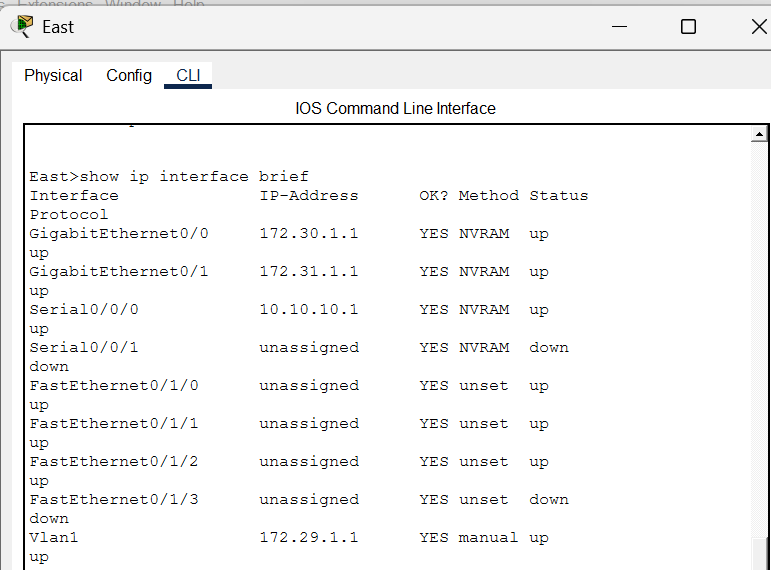 Extensions Window Help
East
Physical Config CLI
IOS Command Line Interface
East>show ip interface brief
Interface IP-Address OK? Method Status
Protocol
GigabitEthernet0/0 172.30.1.1 YES NVRAM up
up
GigabitEthernet0/1 172.31.1.1 YES NVRAM up
up
Serial0/0/0 10.10.10.1 YES NVRAM up
up
Serial0/0/1 unassigned YES NVRAM down
down
FastEthernet0/1/0 unassigned YES unset up
up
FastEthernet0/1/1 unassigned YES unset up
up
FastEthernet0/1/2 unassigned YES unset up
up
FastEthernet0/1/3 unassigned YES unset down
down
Vlan1 172.29.1.1 YES manual up
up